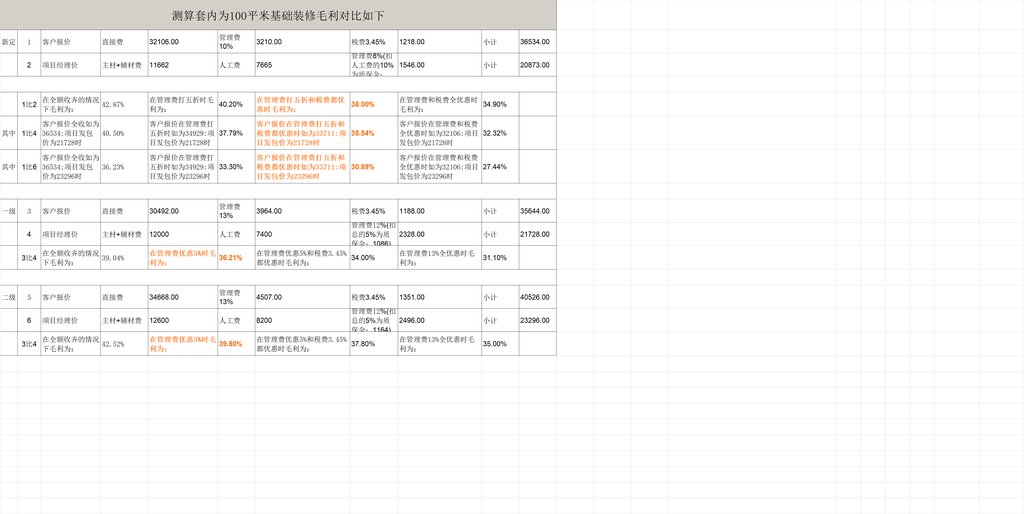 测算套内为100平米基础装修毛利对比如下
新定 1 客户报价 直接费 32106.00 管理费10% 3210.00 税费3.45% 1218.00 小计 36534.00
2 项目经理价 主材+辅材费 11662 人工费 7665 管理费8%(扣人工费的10%为质保金: 1546.00 小计 20873.00
1比2 在全额收齐的情况下毛利为: 42.87% 在管理费打五折时毛利为: 40.20% 在管理费打五折和税费都优惠时毛利为: 38.00% 在管理费和税费全优惠时毛利为: 34.90%
其中 1比4 客户报价全收如为36534:项目发包价为21728时 40.50% 客户报价在管理费打五折时如为34929:项目发包价为21728时 37.79% 客户报价在管理费打五折和税费都优惠时如为33711:项目发包价为21728时 35.54% 客户报价在管理费和税费全优惠时如为32106:项目发包价为21728时 32.32%
其中 1比6 客户报价全收如为36534:项目发包价为23296时 36.23% 客户报价在管理费打五折时如为34929:项目发包价为23296时 33.30% 客户报价在管理费打五折和税费都优惠时如为33711:项目发包价为23296时 30.89% 客户报价在管理费和税费全优惠时如为32106:项目发包价为23296时 27.44%
一级 3 客户报价 直接费 30492.00 管理费13% 3964.00 税费3.45% 1188.00 小计 35644.00
4 项目经理价 主材+辅材费 12000 人工费 7400 管理费12%(扣总的5%为质保金: 1086) 2328.00 小计 21728.00
3比4 在全额收齐的情况下毛利为: 39.04% 在管理费优惠5%时毛利为: 36.21% 在管理费优惠5%和税费3.45%都优惠时毛利为: 34.00% 在管理费13%全优惠时毛利为: 31.10%
二级 5 客户报价 直接费 34668.00 管理费13% 4507.00 税费3.45% 1351.00 小计 40526.00
6 项目经理价 主材+辅材费 12600 人工费 8200 管理费12%(扣总的5%为质保金: 1164) 2496.00 小计 23296.00
3比4 在全额收齐的情况下毛利为: 42.52% 在管理费优惠5%时毛利为: 39.80% 在管理费优惠5%和税费3.45%都优惠时毛利为: 37.80% 在管理费13%全优惠时毛利为: 35.00%